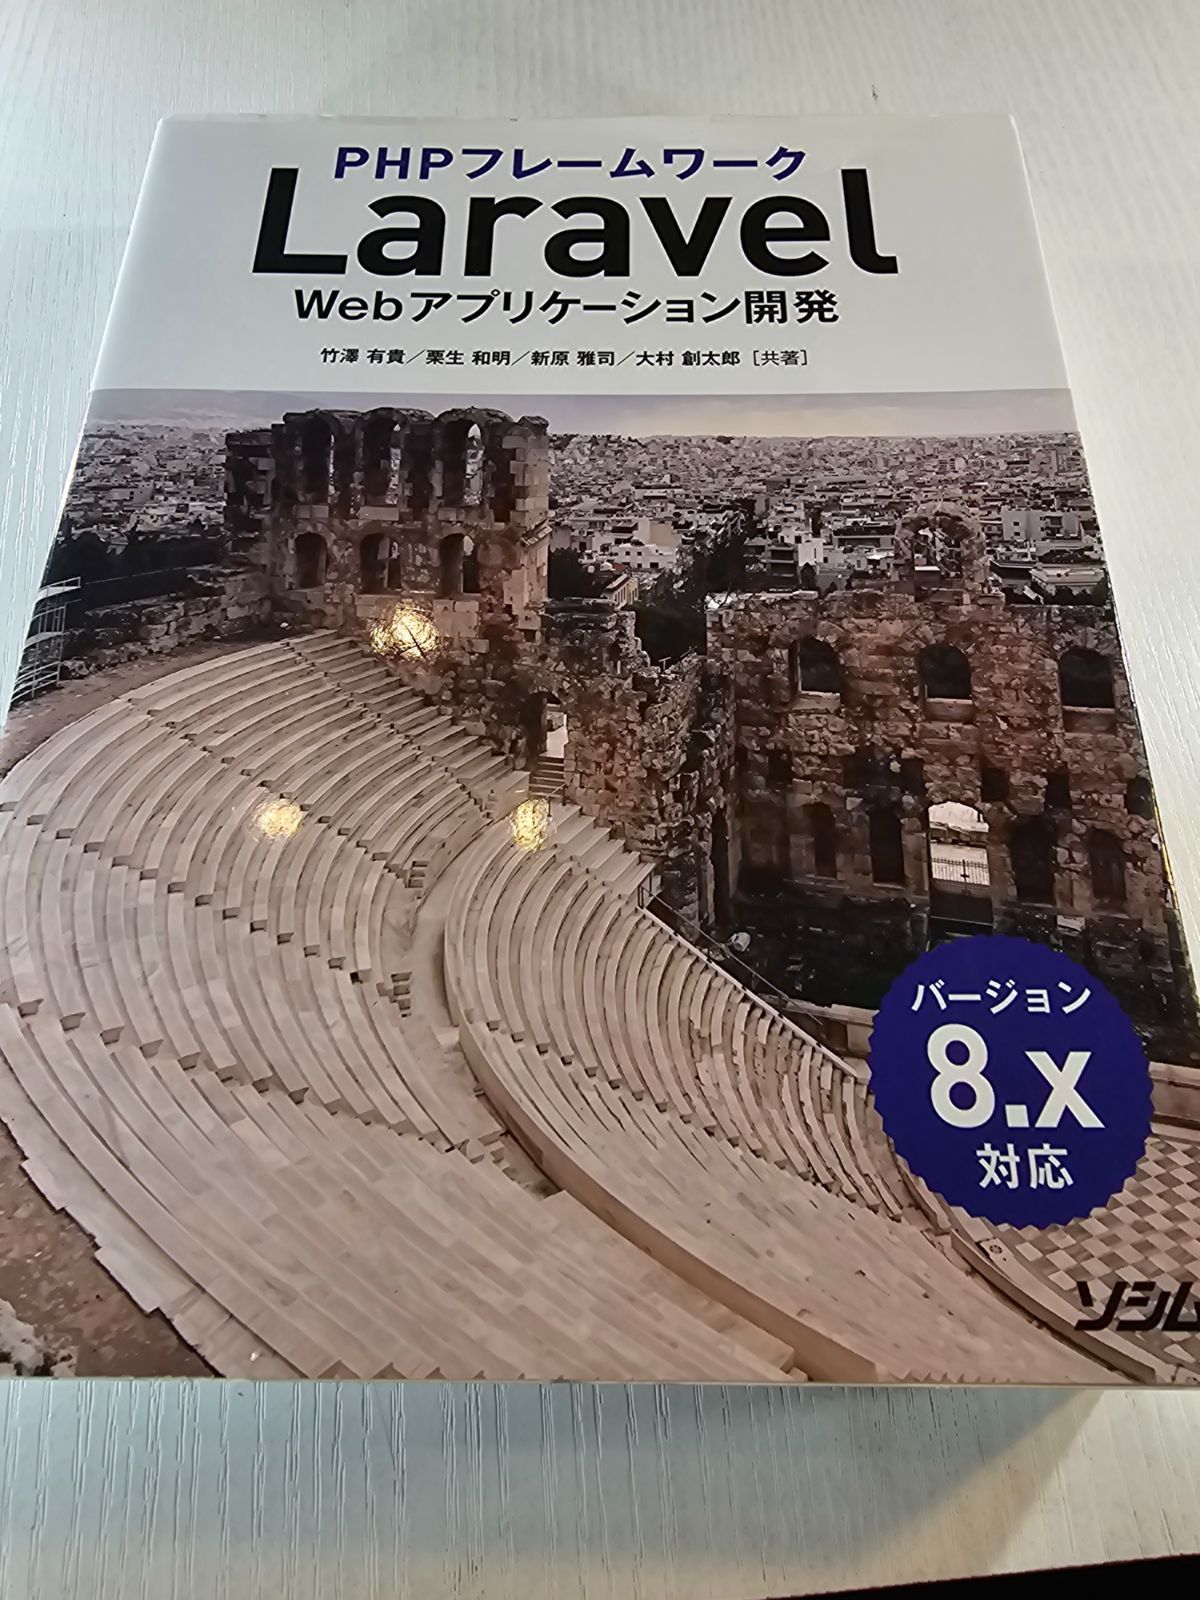 PHPフレームワーク
Laravel
Webアプリケーション開発
竹澤 有貴／栗生 和明／新原 雅司／大村 創太郎［共著］
バージョン
8.x
対応
ソシム